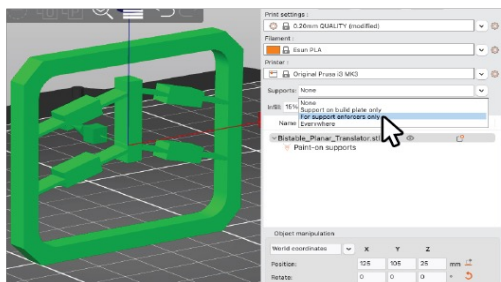 Print settings :
0.20mm QUALITY (modified)
Filament :
Esun PLA
Printer :
Original Prusa i3 MK3
Supports: None
None
Support on build plate only
For support enforcers only
Everywhere
Infill: 15%
Name
Bistable_Planar_Translator.stl
Paint-on supports
Object manipulation
World coordinates X Y Z
Position: 125 105 25 mm
Rotate: 0 0 0 °